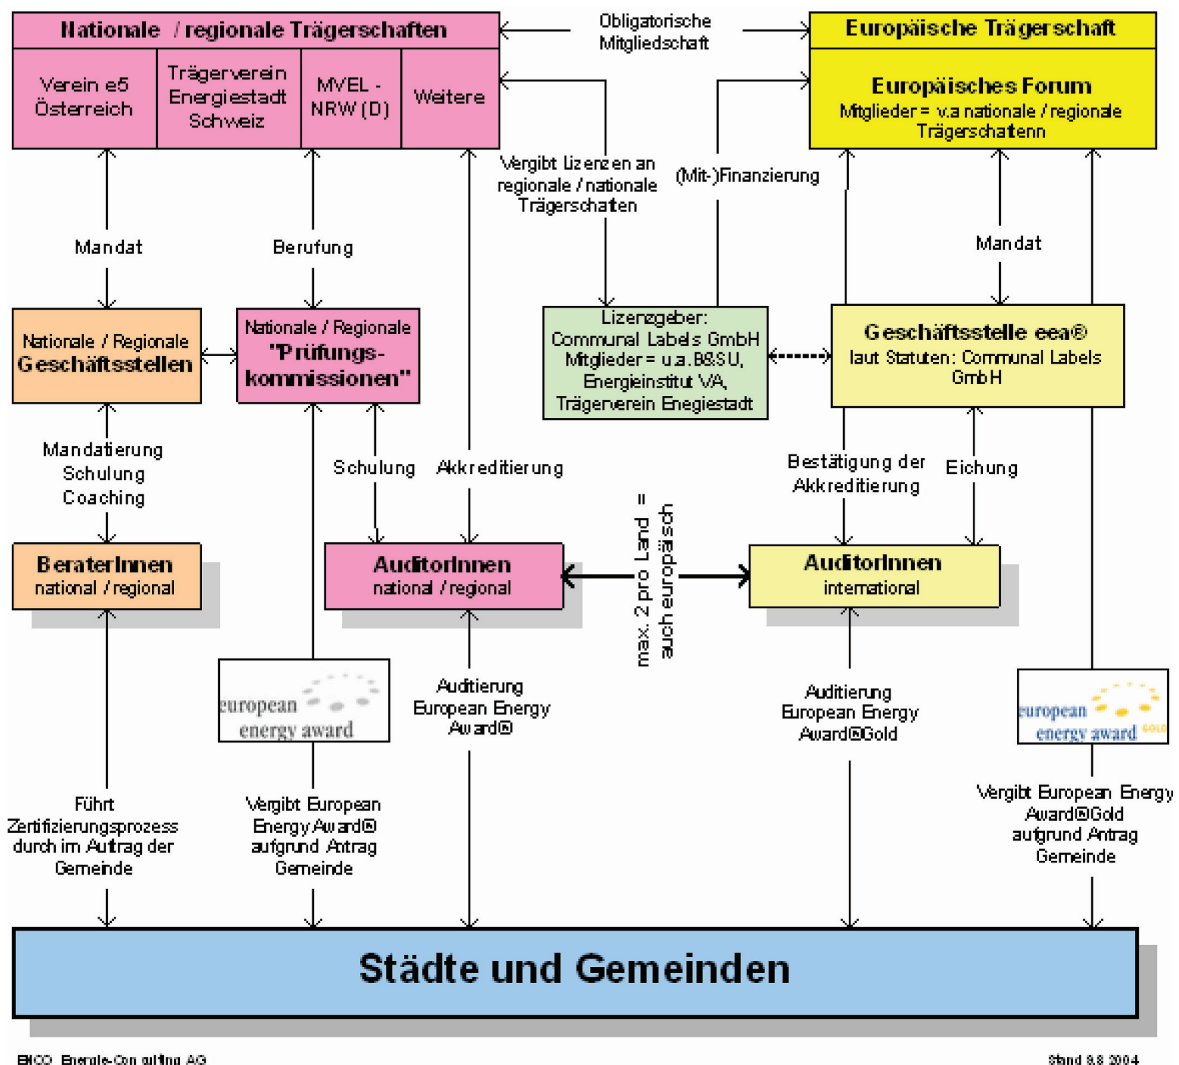 Nationale / regionale Trägerschaften
Verein e5
Österreich
Trägerverein
Energiestadt
Schweiz
MVEL -
NRW (D)
Weitere
Obligatorische
Mitgliedschaft
Europäische Trägerschaft
Europäisches Forum
Mitglieder = v.a nationale / regionale
Trägerschaftenn
Vergibt Lizenzen an
regionale / nationale
Trägerschaften
(Mit-)Finanzierung
Mandat
Berufung
Mandat
Nationale / Regionale
Geschäftsstellen
Nationale / Regionale
"Prüfungs-
kommissionen"
Lizenzgeber:
Communal Labels GmbH
Mitglieder = u.a. B&SU,
Energieinstitut VA,
Trägerverein Enegiestadt
Geschäftsstelle eea®
laut Statuten: Communal Labels
GmbH
Mandatierung
Schulung
Coaching
Schulung
Akkreditierung
Bestätigung der
Akkreditierung
Eichung
max. 2 pro Land =
auch europäisch
BeraterInnen
national / regional
AuditorInnen
national / regional
AuditorInnen
international
european
energy award
Auditierung
European Energy
Award®
Auditierung
European Energy
Award®Gold
european
energy award GOLD
Führt
Zertifizierungsprozess
durch im Auftrag der
Gemeinde
Vergibt European
Energy Award®
aufgrund Antrag
Gemeinde
Vergibt European Energy
Award®Gold
aufgrund Antrag
Gemeinde
Städte und Gemeinden
ENCO Energie-Consulting AG
Stand 9.8.2004